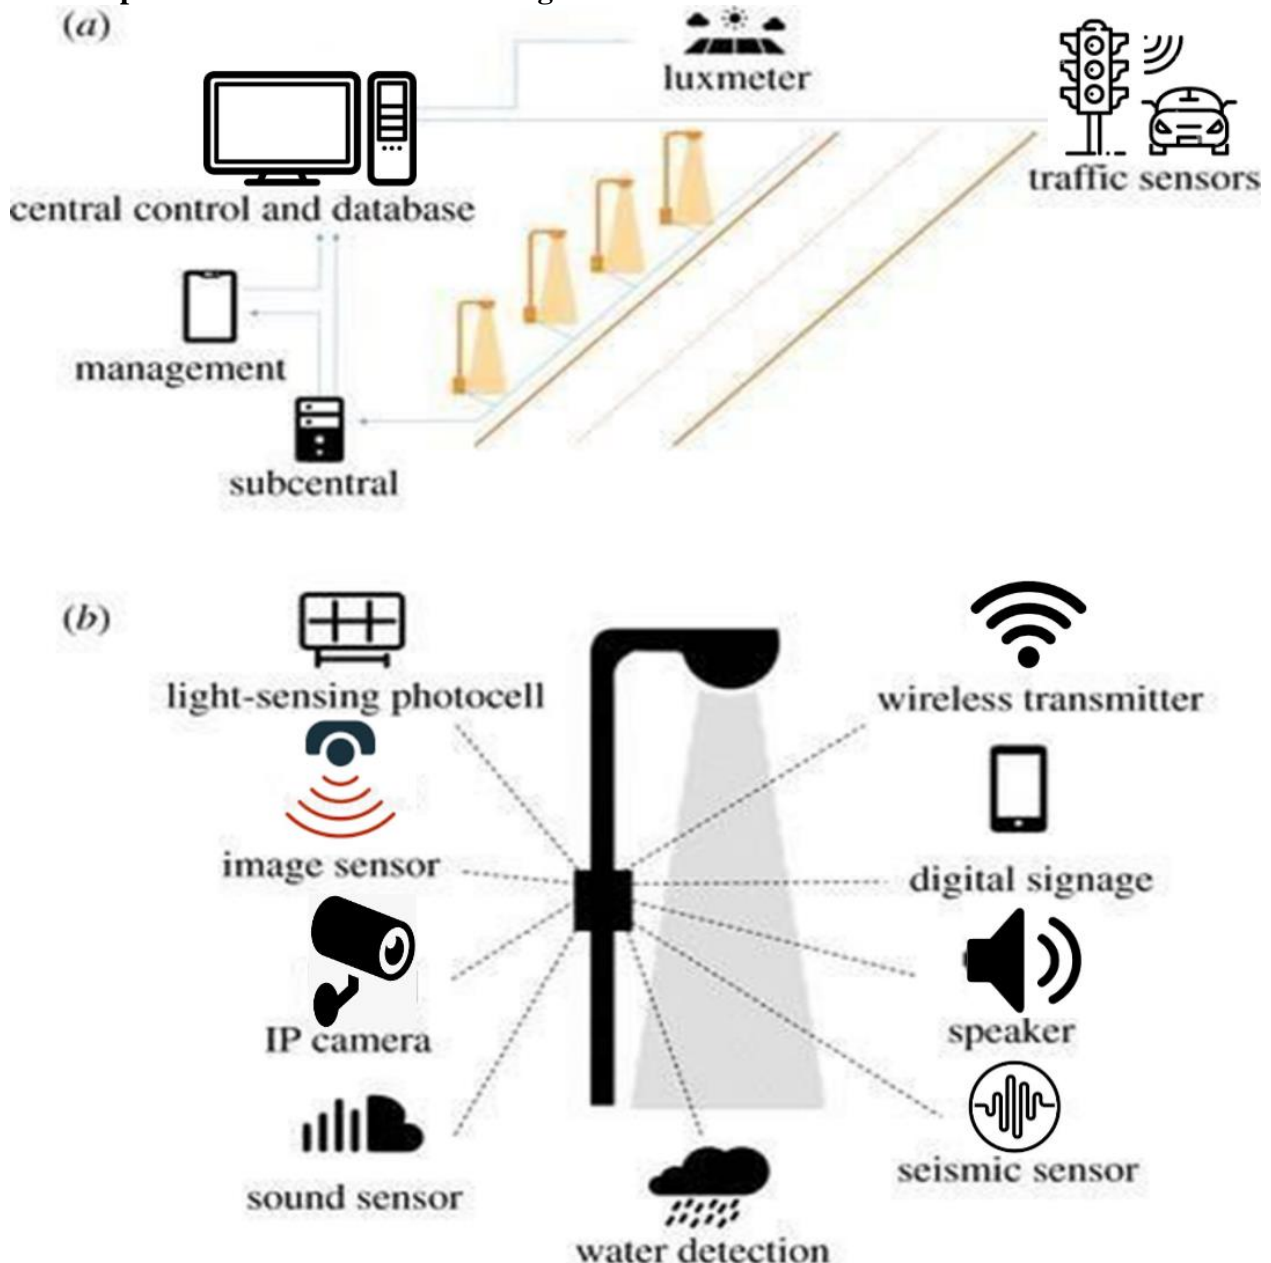 (a)
luxmeter
traffic sensors
central control and database
management
subcentral
(b)
light-sensing photocell
wireless transmitter
image sensor
digital signage
IP camera
speaker
sound sensor
seismic sensor
water detection